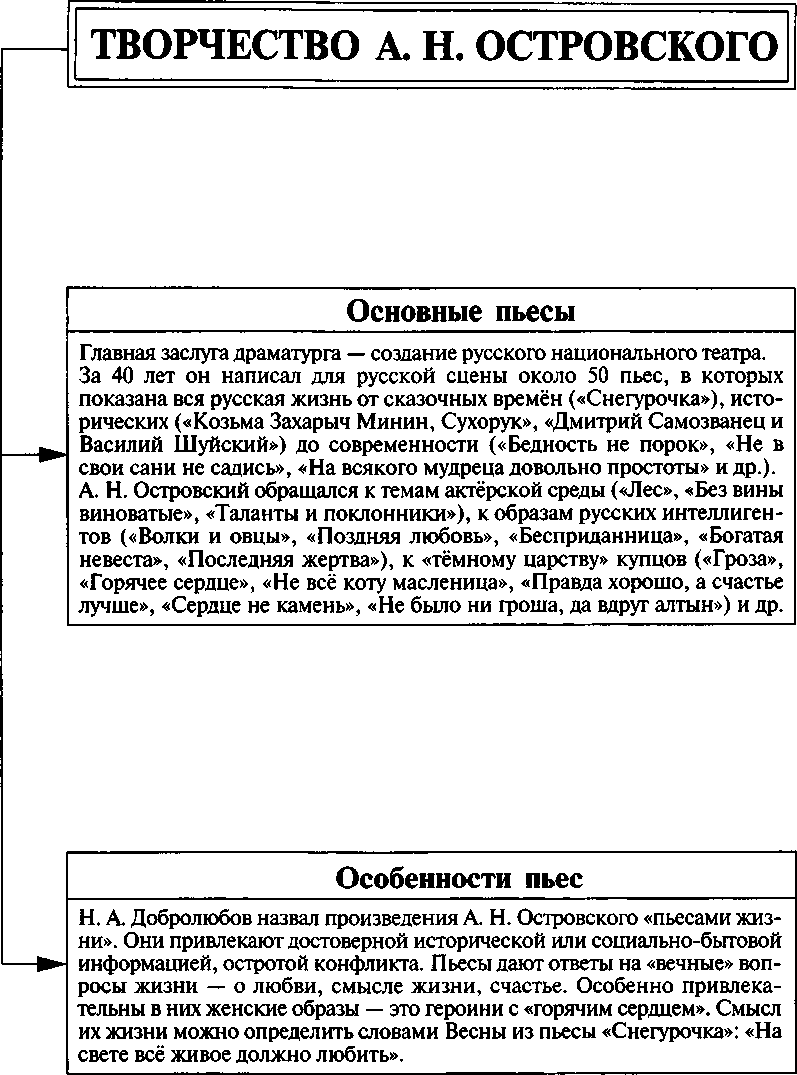 ТВОРЧЕСТВО А. Н. ОСТРОВСКОГО
Основные пьесы
Главная заслуга драматурга — создание русского национального театра.
За 40 лет он написал для русской сцены около 50 пьес, в которых
показана вся русская жизнь от сказочных времён («Снегурочка»), исто-
рических («Козьма Захарыч Минин, Сухорук», «Дмитрий Самозванец и
Василий Шуйский») до современности («Бедность не порок», «Не в
свои сани не садись», «На всякого мудреца довольно простоты» и др.).
А. Н. Островский обращался к темам актёрской среды («Лес», «Без вины
виноватые», «Таланты и поклонники»), к образам русских интеллиген-
тов («Волки и овцы», «Поздняя любовь», «Бесприданница», «Богатая
невеста», «Последняя жертва»), к «тёмному царству» купцов («Гроза»,
«Горячее сердце», «Не всё коту масленица», «Правда хорошо, а счастье
лучше», «Сердце не камень», «Не было ни гроша, да вдруг алтын») и др.
Особенности пьес
Н. А. Добролюбов назвал произведения А. Н. Островского «пьесами жиз-
ни». Они привлекают достоверной исторической или социально-бытовой
информацией, остротой конфликта. Пьесы дают ответы на «вечные» воп-
росы жизни — о любви, смысле жизни, счастье. Особенно привлека-
тельны в них женские образы — это героини с «горячим сердцем». Смысл
их жизни можно определить словами Весны из пьесы «Снегурочка»: «На
свете всё живое должно любить».